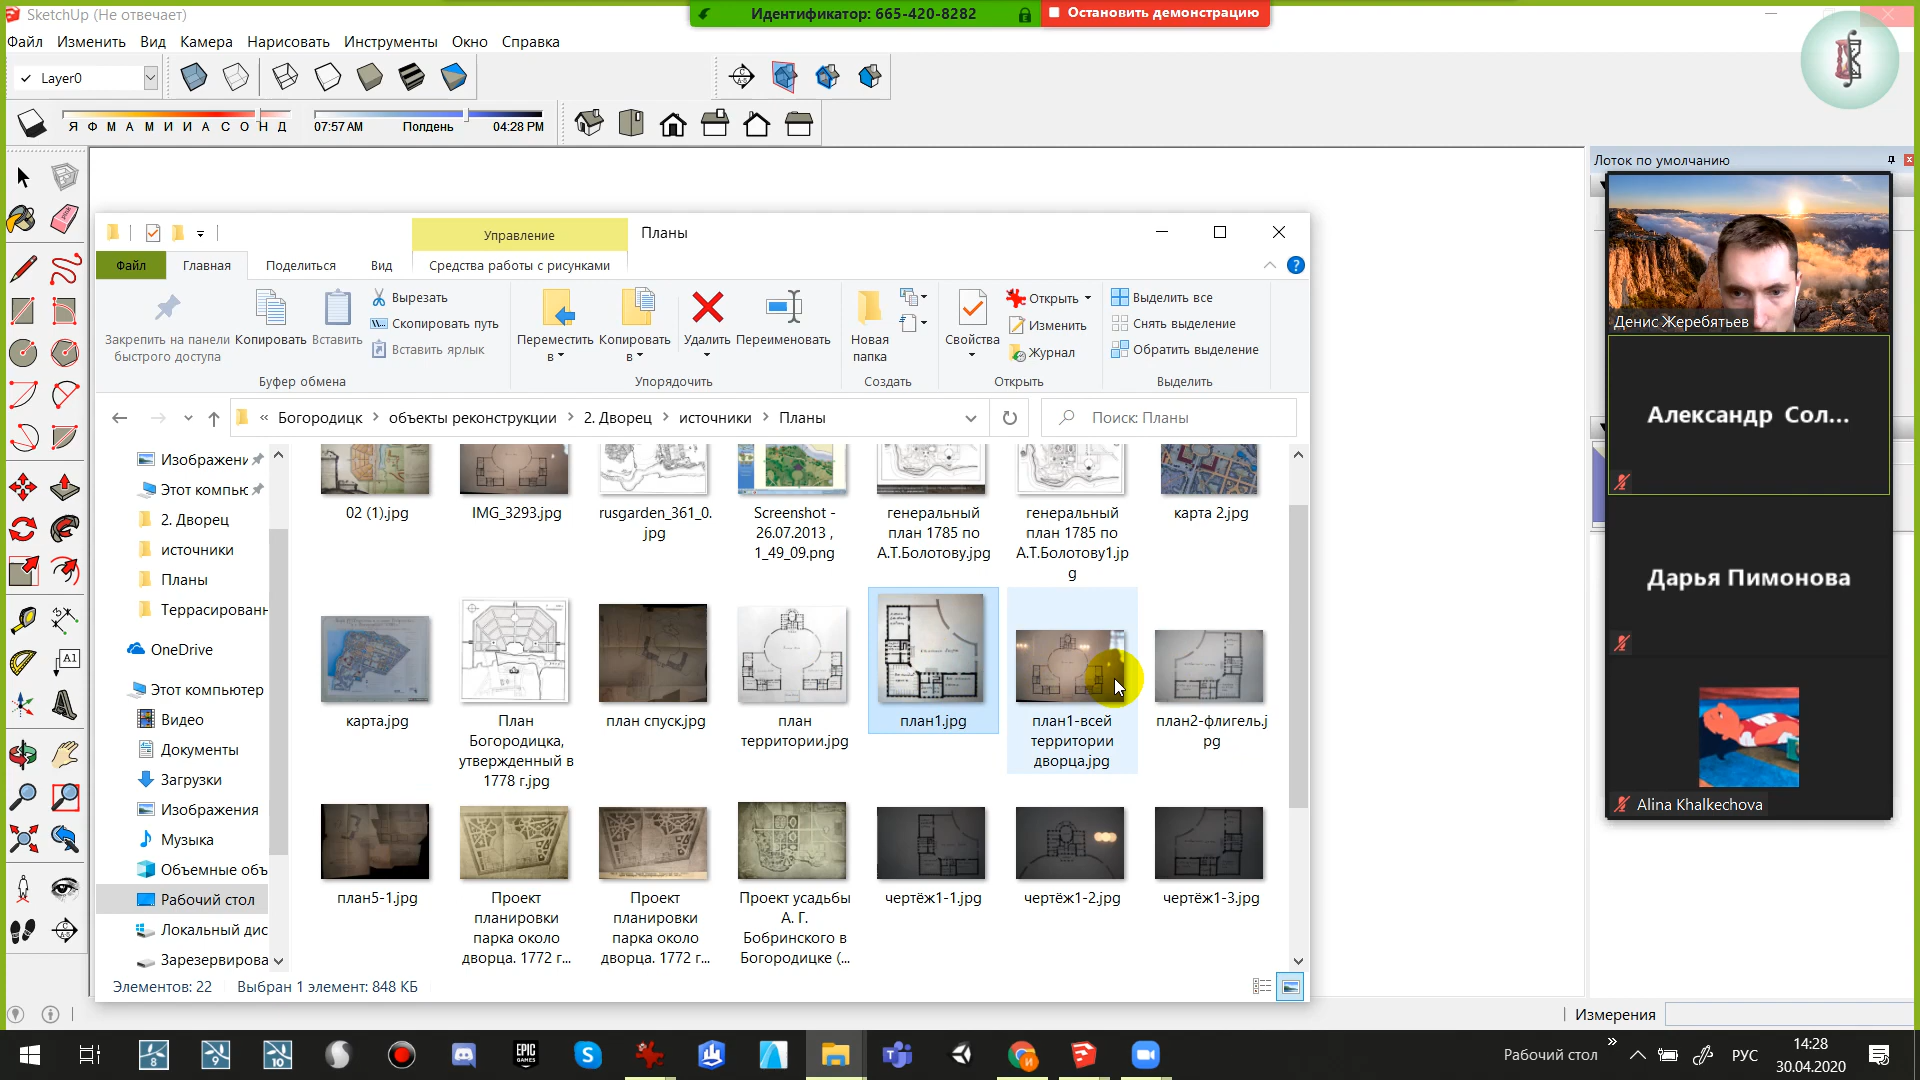 SketchUp (Не отвечает)
Идентификатор: 665-420-8282
Остановить демонстрацию
Файл Изменить Вид Камера Нарисовать Инструменты Окно Справка
Layer0
Я Ф М А М И И А С О Н Д
07:57 AM Полдень 04:28 PM
Лоток по умолчанию
Управление
Планы
Файл Главная Поделиться Вид Средства работы с рисунками
Закрепить на панели быстрого доступа
Копировать
Вставить
Вырезать
Скопировать путь
Вставить ярлык
Буфер обмена
Переместить в
Копировать в
Удалить
Переименовать
Упорядочить
Новая папка
Создать
Свойства
Открыть
Изменить
Журнал
Открыть
Выделить все
Снять выделение
Обратить выделение
Выделить
« Богородицк > объекты реконструкции > 2. Дворец > источники > Планы
Поиск: Планы
Изображени
Этот компьк
2. Дворец
источники
Планы
Террасированн
OneDrive
Этот компьютер
Видео
Документы
Загрузки
Изображения
Музыка
Объемные объ
Рабочий стол
Локальный дис
Зарезервирова
02 (1).jpg
IMG_3293.jpg
rusgarden_361_0.jpg
Screenshot - 26.07.2013 , 1_49_09.png
генеральный план 1785 по А.Т.Болотову.jpg
генеральный план 1785 по А.Т.Болотову1.jpg
карта 2.jpg
карта.jpg
План Богородицка, утвержденный в 1778 г.jpg
план спуск.jpg
план территории.jpg
план1.jpg
план1-всей территории дворца.jpg
план2-флигель.jpg
план5-1.jpg
Проект планировки парка около дворца. 1772 г...
Проект планировки парка около дворца. 1772 г...
Проект усадьбы А. Г. Бобринского в Богородицке (...
чертёж1-1.jpg
чертёж1-2.jpg
чертёж1-3.jpg
Элементов: 22 Выбран 1 элемент: 848 КБ
Денис Жеребятьев
Александр Сол...
Дарья Пимонова
Alina Khalkechova
A1
Измерения
8
9
10
EPIC GAMES
Рабочий стол
РУС
14:28
30.04.2020